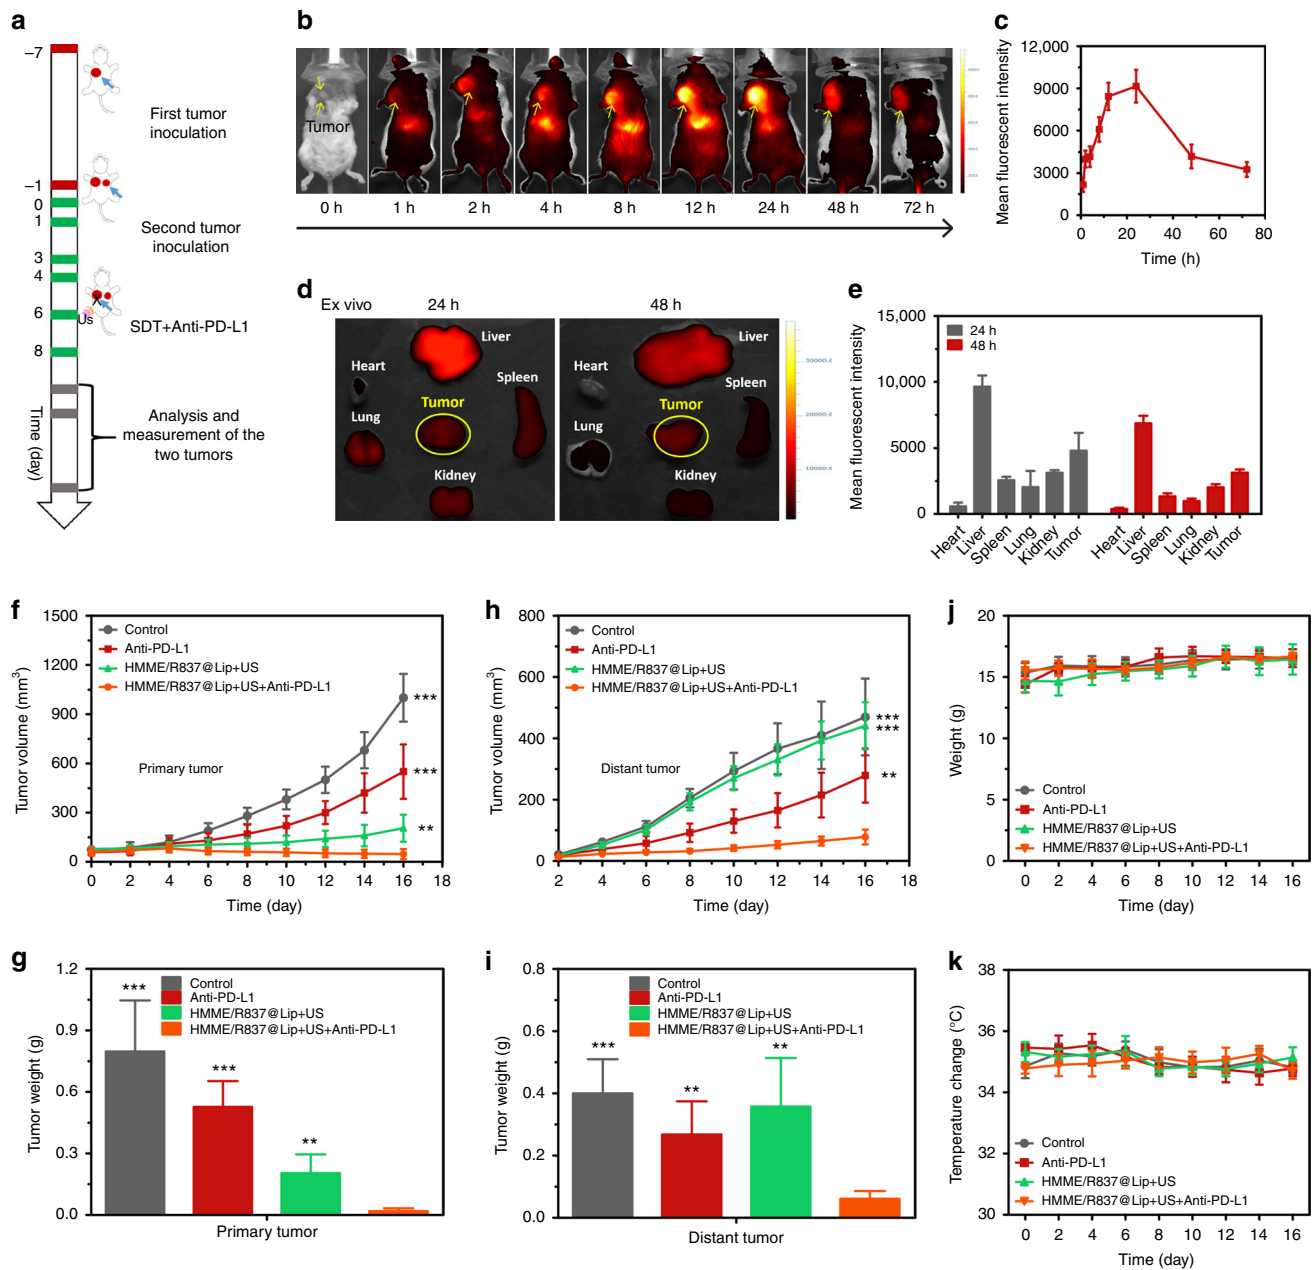 a
–7
First tumor
inoculation
–1
0
1
Second tumor
inoculation
3
4
6
Us
SDT+Anti-PD-L1
8
Time (day)
Analysis and
measurement of the
two tumors
b
Tumor
0 h 1 h 2 h 4 h 8 h 12 h 24 h 48 h 72 h
c
Mean fluorescent intensity
12,000
9000
6000
3000
0
0 20 40 60 80
Time (h)
d
Ex vivo 24 h 48 h
Liver
Heart
Spleen
Tumor
Lung
Kidney
Liver
Heart
Spleen
Tumor
Lung
Kidney
e
Mean fluorescent intensity
15,000
10,000
5000
0
24 h
48 h
Heart Liver Spleen Lung Kidney Tumor Heart Liver Spleen Lung Kidney Tumor
f
Tumor volume (mm³)
1500
1200
900
600
300
0
Control
Anti-PD-L1
HMME/R837@Lip+US
HMME/R837@Lip+US+Anti-PD-L1
Primary tumor
***
***
**
0 2 4 6 8 10 12 14 16 18
Time (day)
h
Tumor volume (mm³)
800
600
400
200
0
Control
Anti-PD-L1
HMME/R837@Lip+US
HMME/R837@Lip+US+Anti-PD-L1
Distant tumor
***
***
**
2 4 6 8 10 12 14 16 18
Time (day)
j
Weight (g)
20
15
10
5
0
Control
Anti-PD-L1
HMME/R837@Lip+US
HMME/R837@Lip+US+Anti-PD-L1
0 2 4 6 8 10 12 14 16
Time (day)
g
Tumor weight (g)
1.2
0.9
0.6
0.3
0.0
Control
Anti-PD-L1
HMME/R837@Lip+US
HMME/R837@Lip+US+Anti-PD-L1
***
***
**
Primary tumor
i
Tumor weight (g)
0.8
0.6
0.4
0.2
0.0
Control
Anti-PD-L1
HMME/R837@Lip+US
HMME/R837@Lip+US+Anti-PD-L1
***
**
**
Distant tumor
k
Temperature change (°C)
38
36
34
32
30
Control
Anti-PD-L1
HMME/R837@Lip+US
HMME/R837@Lip+US+Anti-PD-L1
0 2 4 6 8 10 12 14 16
Time (day)